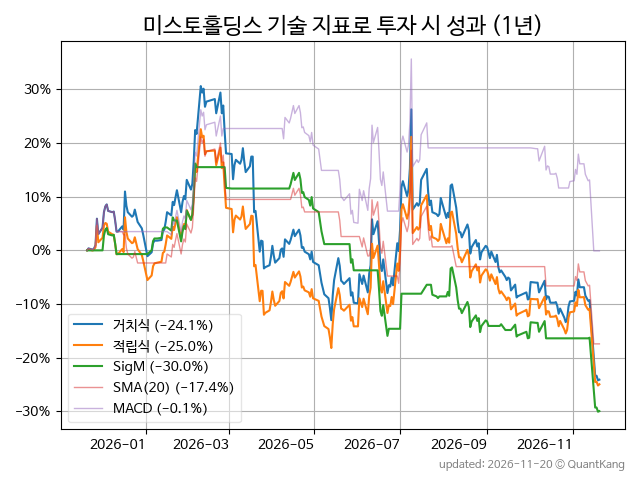 미스토홀딩스 기술 지표로 투자 시 성과 (1년)
30%
20%
10%
0%
−10%
−20%
−30%
거치식 (−24.1%)
적립식 (−25.0%)
SigM (−30.0%)
SMA(20) (−17.4%)
MACD (−0.1%)
2026−01
2026−03
2026−05
2026−07
2026−09
2026−11
updated: 2026−11−20 © QuantKang